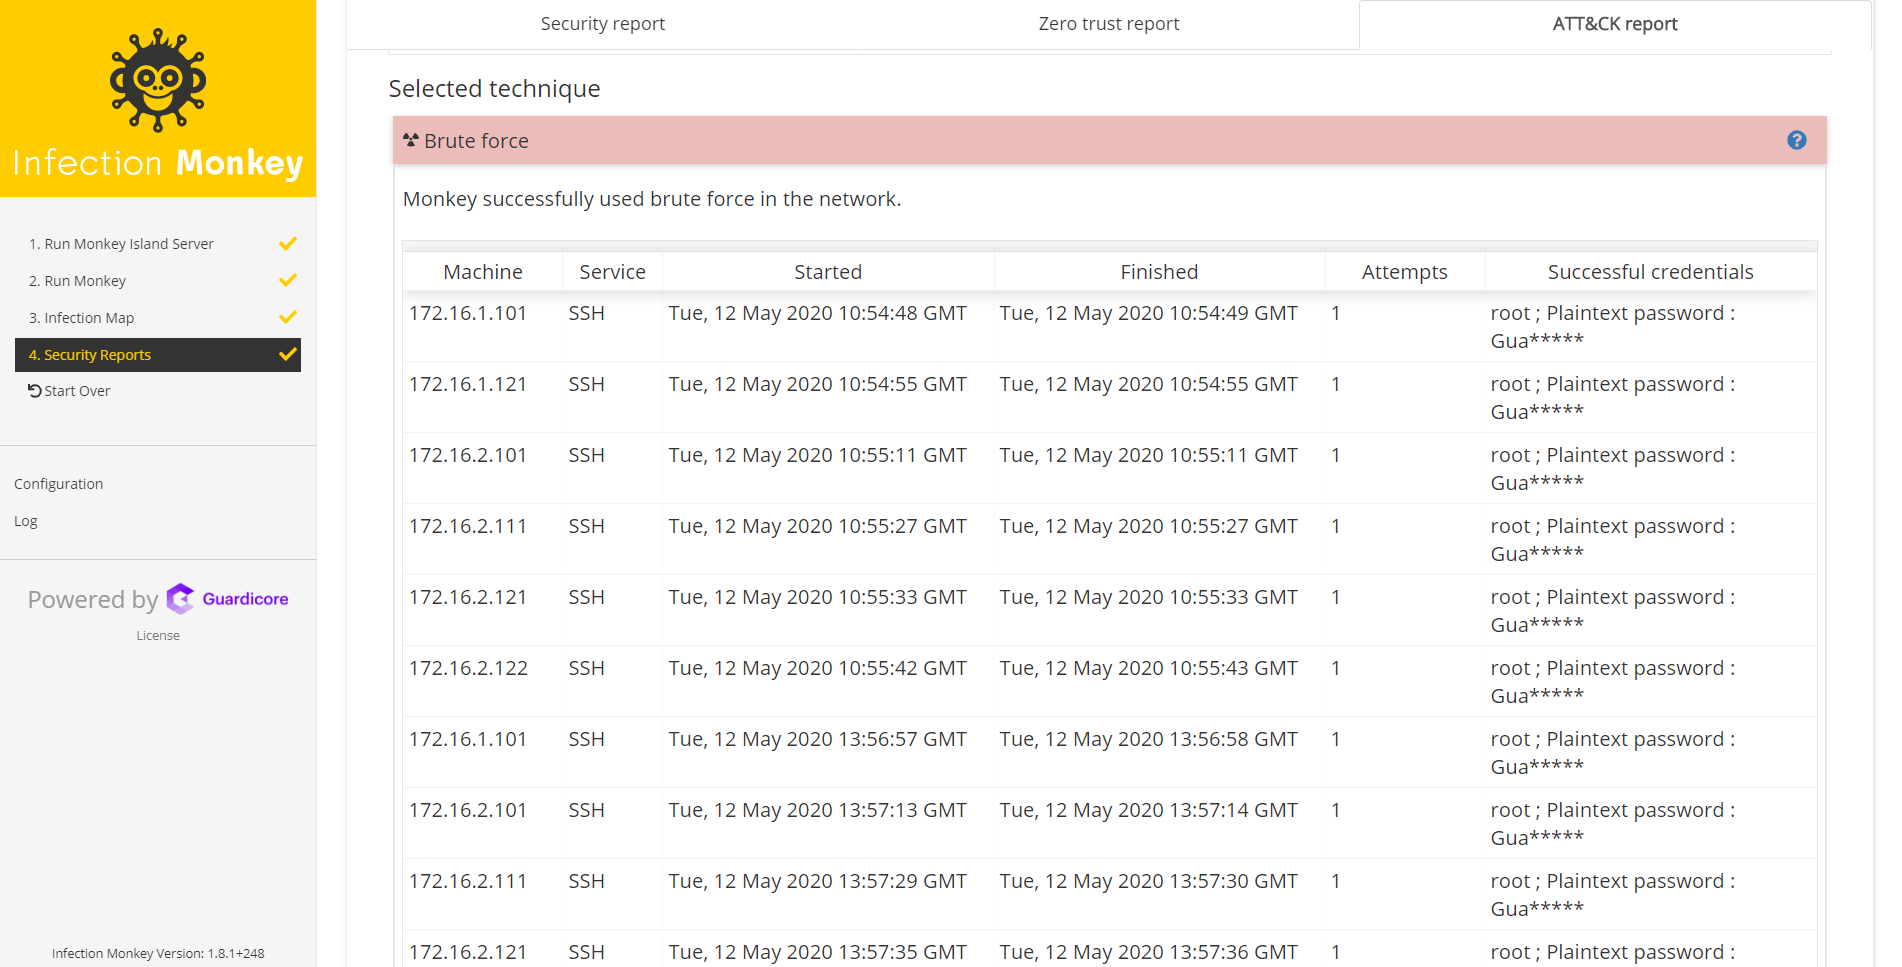 Infection Monkey
1. Run Monkey Island Server
2. Run Monkey
3. Infection Map
4. Security Reports
Start Over
Configuration
Log
Powered by Guardicore
License
Infection Monkey Version: 1.8.1+248
Security report Zero trust report ATT&CK report
Selected technique
Brute force ?
Monkey successfully used brute force in the network.
Machine Service Started Finished Attempts Successful credentials
172.16.1.101 SSH Tue, 12 May 2020 10:54:48 GMT Tue, 12 May 2020 10:54:49 GMT 1 root ; Plaintext password :
Gua*****
172.16.1.121 SSH Tue, 12 May 2020 10:54:55 GMT Tue, 12 May 2020 10:54:55 GMT 1 root ; Plaintext password :
Gua*****
172.16.2.101 SSH Tue, 12 May 2020 10:55:11 GMT Tue, 12 May 2020 10:55:11 GMT 1 root ; Plaintext password :
Gua*****
172.16.2.111 SSH Tue, 12 May 2020 10:55:27 GMT Tue, 12 May 2020 10:55:27 GMT 1 root ; Plaintext password :
Gua*****
172.16.2.121 SSH Tue, 12 May 2020 10:55:33 GMT Tue, 12 May 2020 10:55:33 GMT 1 root ; Plaintext password :
Gua*****
172.16.2.122 SSH Tue, 12 May 2020 10:55:42 GMT Tue, 12 May 2020 10:55:43 GMT 1 root ; Plaintext password :
Gua*****
172.16.1.101 SSH Tue, 12 May 2020 13:56:57 GMT Tue, 12 May 2020 13:56:58 GMT 1 root ; Plaintext password :
Gua*****
172.16.2.101 SSH Tue, 12 May 2020 13:57:13 GMT Tue, 12 May 2020 13:57:14 GMT 1 root ; Plaintext password :
Gua*****
172.16.2.111 SSH Tue, 12 May 2020 13:57:29 GMT Tue, 12 May 2020 13:57:30 GMT 1 root ; Plaintext password :
Gua*****
172.16.2.121 SSH Tue, 12 May 2020 13:57:35 GMT Tue, 12 May 2020 13:57:36 GMT 1 root ; Plaintext password :